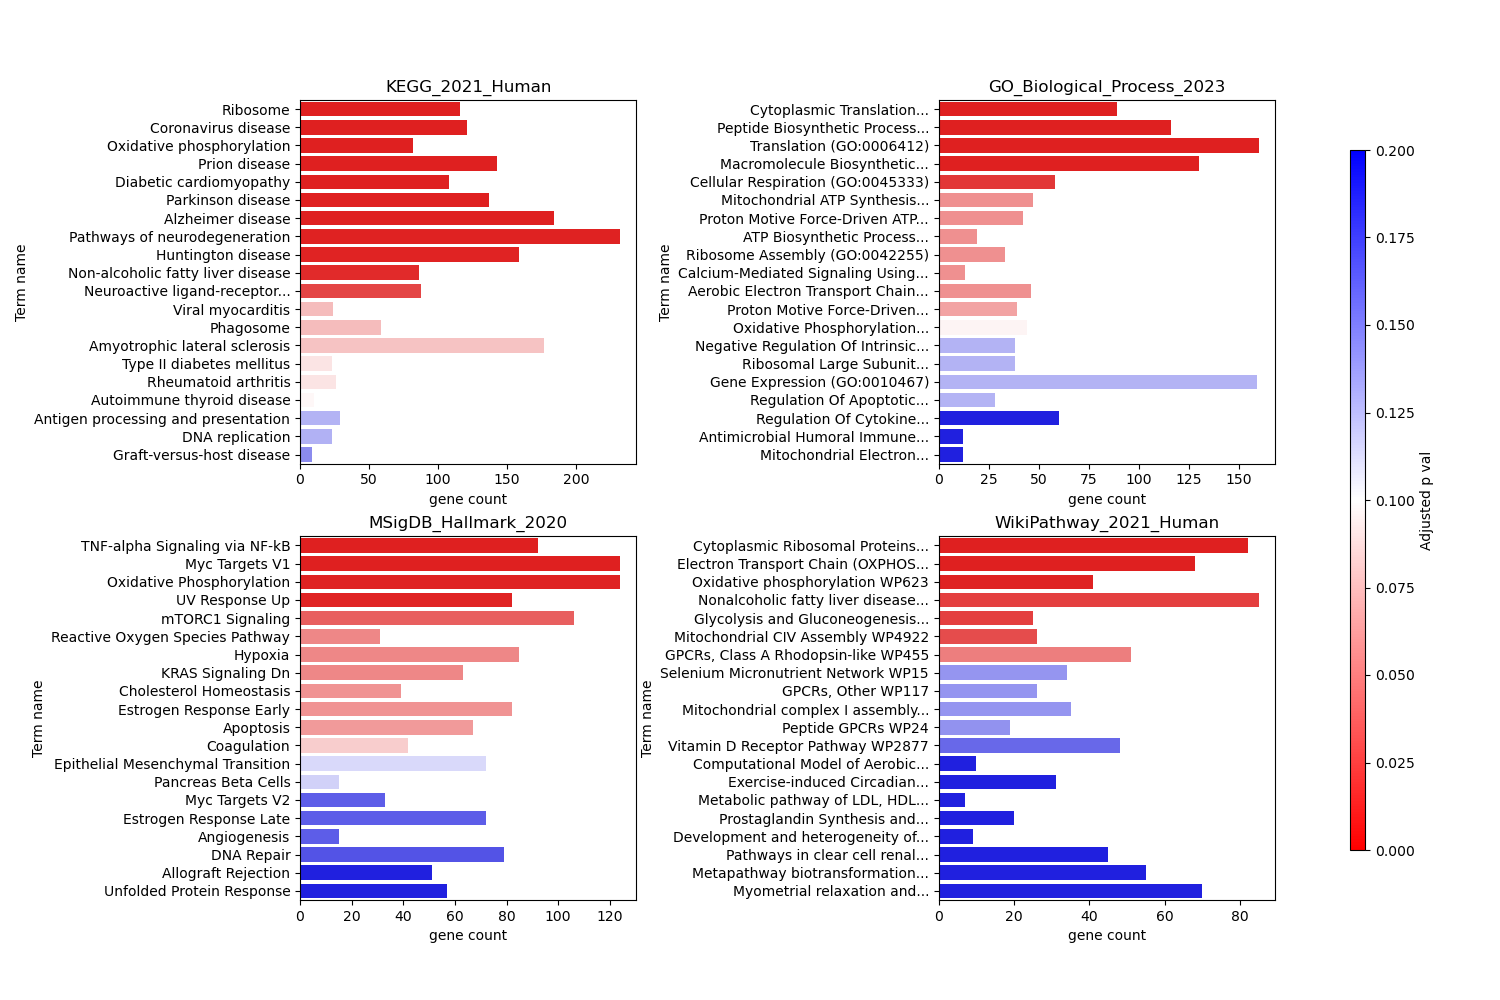 KEGG_2021_Human
Term name
Ribosome
Coronavirus disease
Oxidative phosphorylation
Prion disease
Diabetic cardiomyopathy
Parkinson disease
Alzheimer disease
Pathways of neurodegeneration
Huntington disease
Non-alcoholic fatty liver disease
Neuroactive ligand-receptor...
Viral myocarditis
Phagosome
Amyotrophic lateral sclerosis
Type II diabetes mellitus
Rheumatoid arthritis
Autoimmune thyroid disease
Antigen processing and presentation
DNA replication
Graft-versus-host disease
0 50 100 150 200
gene count
GO_Biological_Process_2023
Term name
Cytoplasmic Translation...
Peptide Biosynthetic Process...
Translation (GO:0006412)
Macromolecule Biosynthetic...
Cellular Respiration (GO:0045333)
Mitochondrial ATP Synthesis...
Proton Motive Force-Driven ATP...
ATP Biosynthetic Process...
Ribosome Assembly (GO:0042255)
Calcium-Mediated Signaling Using...
Aerobic Electron Transport Chain...
Proton Motive Force-Driven...
Oxidative Phosphorylation...
Negative Regulation Of Intrinsic...
Ribosomal Large Subunit...
Gene Expression (GO:0010467)
Regulation Of Apoptotic...
Regulation Of Cytokine...
Antimicrobial Humoral Immune...
Mitochondrial Electron...
0 25 50 75 100 125 150
gene count
MSigDB_Hallmark_2020
Term name
TNF-alpha Signaling via NF-kB
Myc Targets V1
Oxidative Phosphorylation
UV Response Up
mTORC1 Signaling
Reactive Oxygen Species Pathway
Hypoxia
KRAS Signaling Dn
Cholesterol Homeostasis
Estrogen Response Early
Apoptosis
Coagulation
Epithelial Mesenchymal Transition
Pancreas Beta Cells
Myc Targets V2
Estrogen Response Late
Angiogenesis
DNA Repair
Allograft Rejection
Unfolded Protein Response
0 20 40 60 80 100 120
gene count
WikiPathway_2021_Human
Term name
Cytoplasmic Ribosomal Proteins...
Electron Transport Chain (OXPHOS...
Oxidative phosphorylation WP623
Nonalcoholic fatty liver disease...
Glycolysis and Gluconeogenesis...
Mitochondrial CIV Assembly WP4922
GPCRs, Class A Rhodopsin-like WP455
Selenium Micronutrient Network WP15
GPCRs, Other WP117
Mitochondrial complex I assembly...
Peptide GPCRs WP24
Vitamin D Receptor Pathway WP2877
Computational Model of Aerobic...
Exercise-induced Circadian...
Metabolic pathway of LDL, HDL...
Prostaglandin Synthesis and...
Development and heterogeneity of...
Pathways in clear cell renal...
Metapathway biotransformation...
Myometrial relaxation and...
0 20 40 60 80
gene count
0.200
0.175
0.150
0.125
0.100
0.075
0.050
0.025
0.000
Adjusted p val